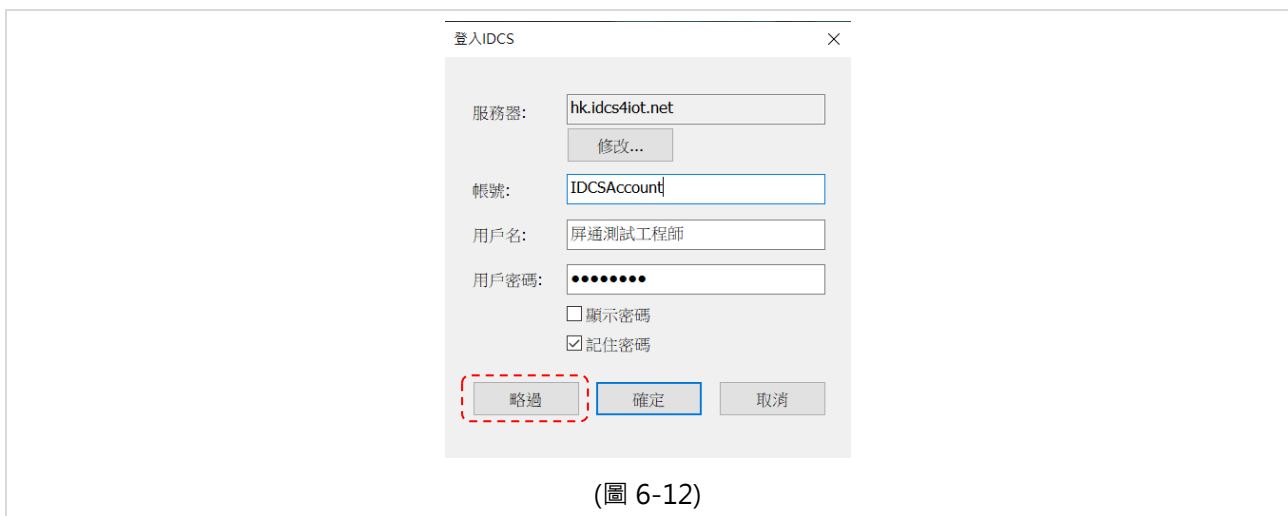 登入IDCS
服務器:
hk.idcs4iot.net
修改...
帳號:
IDCSAccount
用戶名:
屏通測試工程師
用戶密碼:
●●●●●●●●
顯示密碼
記住密碼
略過
確定
取消
(圖 6-12)